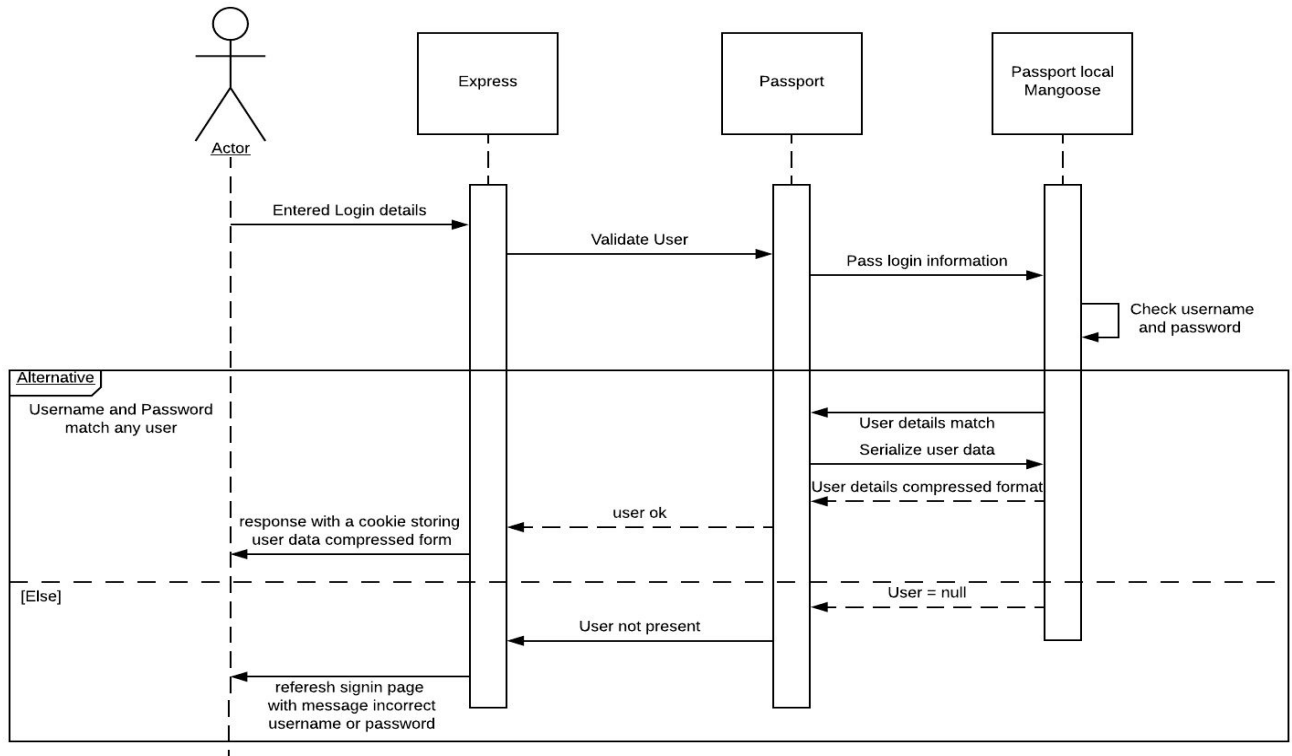 Actor
Express
Passport
Passport local
Mangoose
Entered Login details
Validate User
Pass login information
Check username
and password
Alternative
Username and Password
match any user
User details match
Serialize user data
User details compressed format
user ok
response with a cookie storing
user data compressed form
[Else]
User = null
User not present
referesh signin page
with message incorrect
username or password